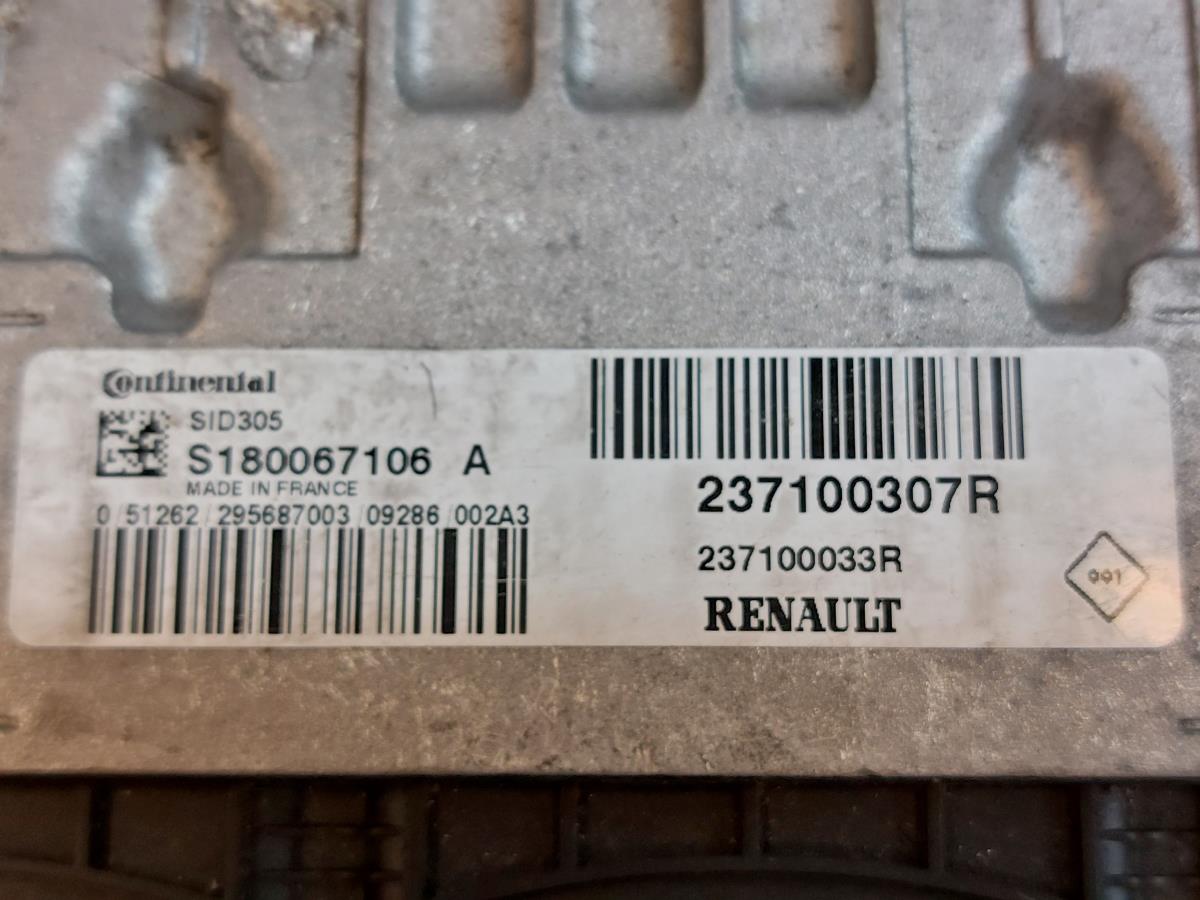 Continental
SID305
S180067106 A
MADE IN FRANCE
0/51262/295687003/09286/002A3
237100307R
237100033R
RENAULT
001